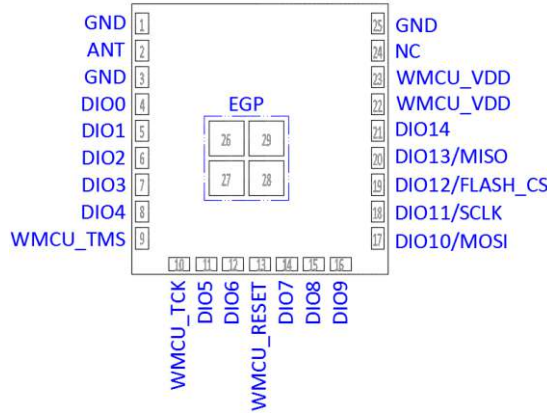 GND 1
ANT 2
GND 3
DIO0 4
DIO1 5
DIO2 6
DIO3 7
DIO4 8
WMCU_TMS 9
10 WMCU_TCK
11 DIO5
12 DIO6
13 WMCU_RESET
14 DIO7
15 DIO8
16 DIO9
17 DIO10/MOSI
18 DIO11/SCLK
19 DIO12/FLASH_CS
20 DIO13/MISO
21 DIO14
22 WMCU_VDD
23 WMCU_VDD
24 NC
25 GND
EGP
26 29
27 28